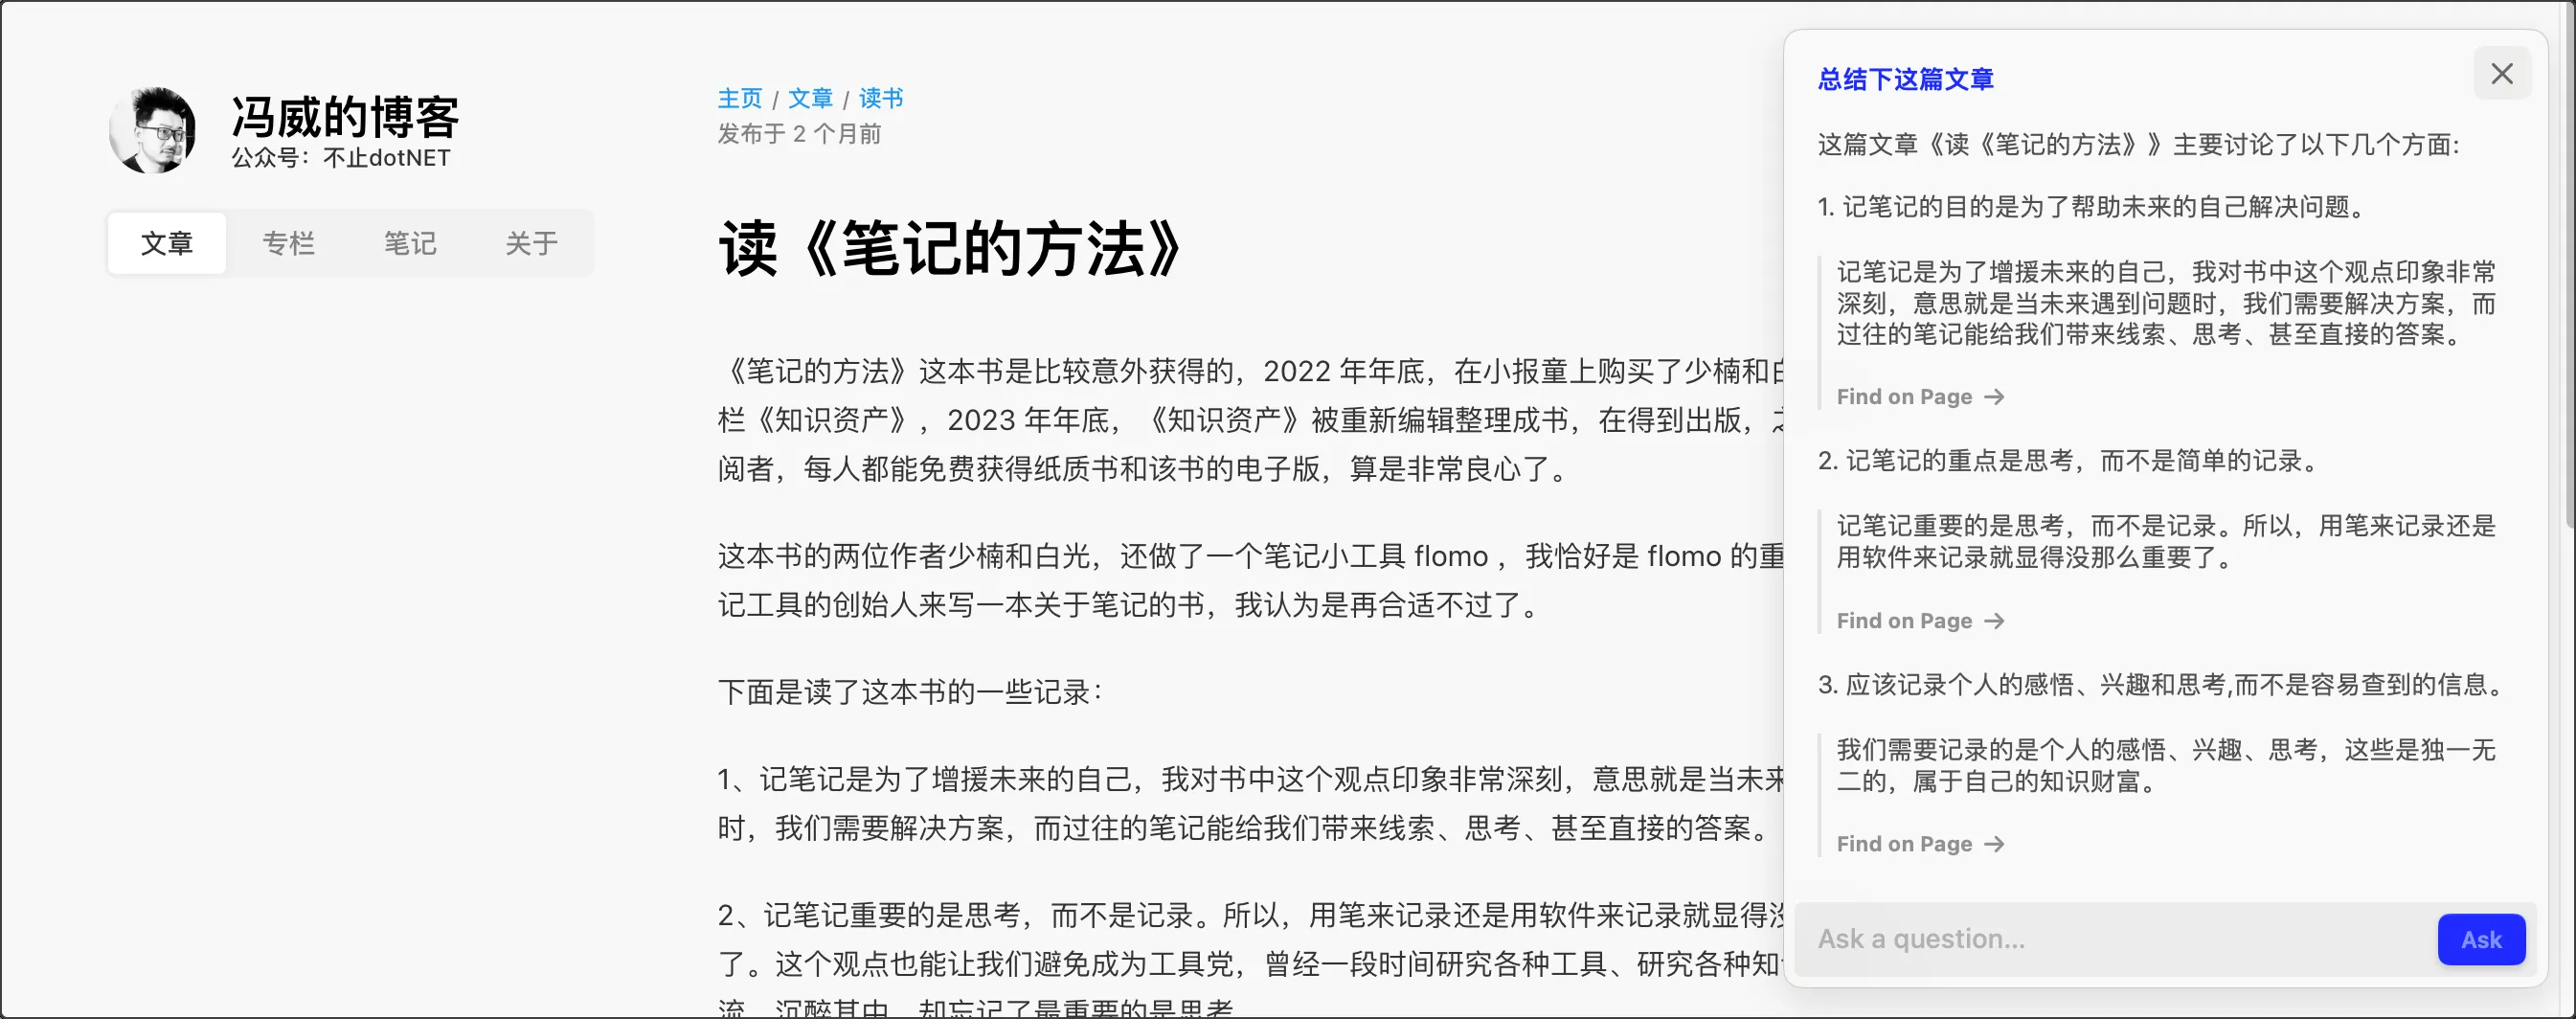 冯威的博客
公众号：不止dotNET
文章
专栏
笔记
关于
主页 / 文章 / 读书
发布于 2 个月前
读《笔记的方法》
《笔记的方法》这本书是比较意外获得的，2022 年年底，在小报童上购买了少楠和
栏《知识资产》，2023 年年底，《知识资产》被重新编辑整理成书，在得到出版，
阅者，每人都能免费获得纸质书和该书的电子版，算是非常良心了。
这本书的两位作者少楠和白光，还做了一个笔记小工具 flomo ，我恰好是 flomo 的重
记工具的创始人来写一本关于笔记的书，我认为是再合适不过了。
下面是读了这本书的一些记录：
1、记笔记是为了增援未来的自己，我对书中这个观点印象非常深刻，意思就是当未来
时，我们需要解决方案，而过往的笔记能给我们带来线索、思考、甚至直接的答案。
2、记笔记重要的是思考，而不是记录。所以，用笔来记录还是用软件来记录就显得
了。这个观点也能让我们避免成为工具党，曾经一段时间研究各种工具、研究各种知
流，沉醉其中，却忘记了最重要的是思考
总结下这篇文章
这篇文章《读《笔记的方法》》主要讨论了以下几个方面:
1. 记笔记的目的是为了帮助未来的自己解决问题。
记笔记是为了增援未来的自己，我对书中这个观点印象非常
深刻，意思就是当未来遇到问题时，我们需要解决方案，而
过往的笔记能给我们带来线索、思考、甚至直接的答案。
Find on Page →
2. 记笔记的重点是思考，而不是简单的记录。
记笔记重要的是思考，而不是记录。所以，用笔来记录还是
用软件来记录就显得没那么重要了。
Find on Page →
3. 应该记录个人的感悟、兴趣和思考,而不是容易查到的信息。
我们需要记录的是个人的感悟、兴趣、思考，这些是独一无
二的，属于自己的知识财富。
Find on Page →
Ask a question...
Ask